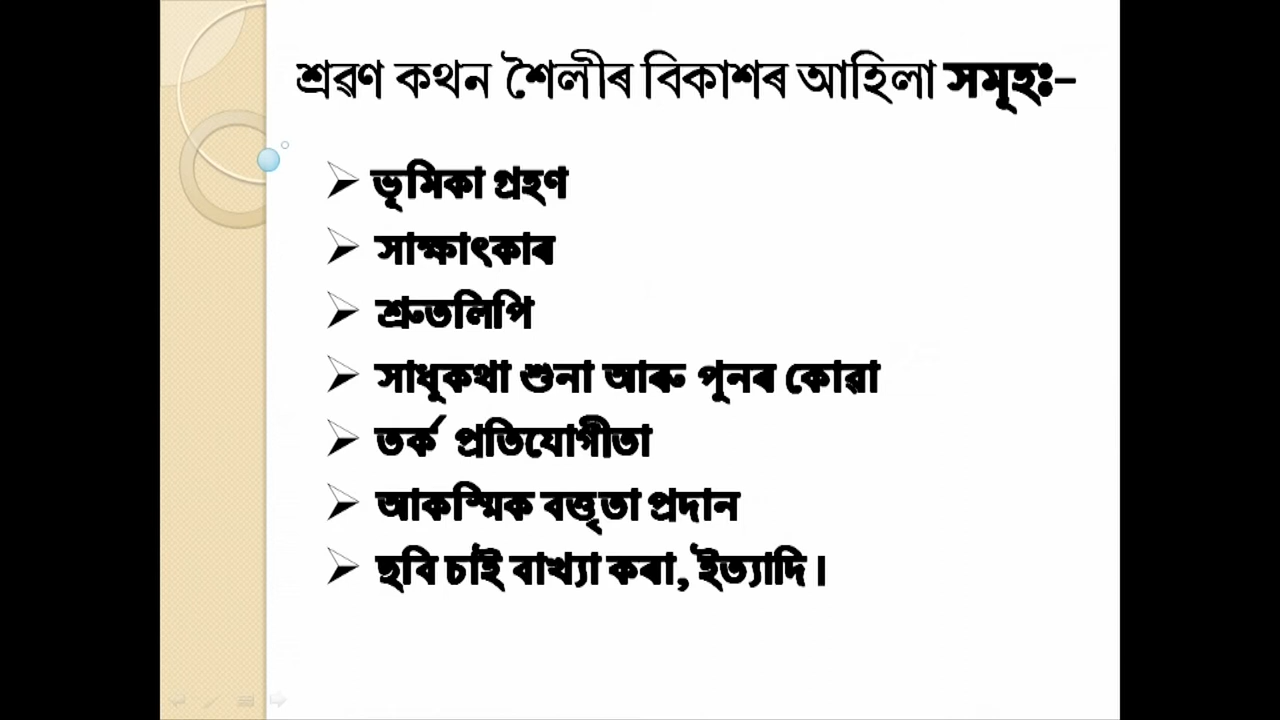 শ্ৰৱণ কথন শৈলীৰ বিকাশৰ আহিলা সমূহঃ-
ভূমিকা গ্ৰহণ
সাক্ষাৎকাৰ
শ্ৰুতলিপি
সাধুকথা শুনা আৰু পুনৰ কোৱা
তৰ্ক প্ৰতিযোগীতা
আকস্মিক বক্তৃতা প্ৰদান
ছবি চাই বাখ্যা কৰা, ইত্যাদি।